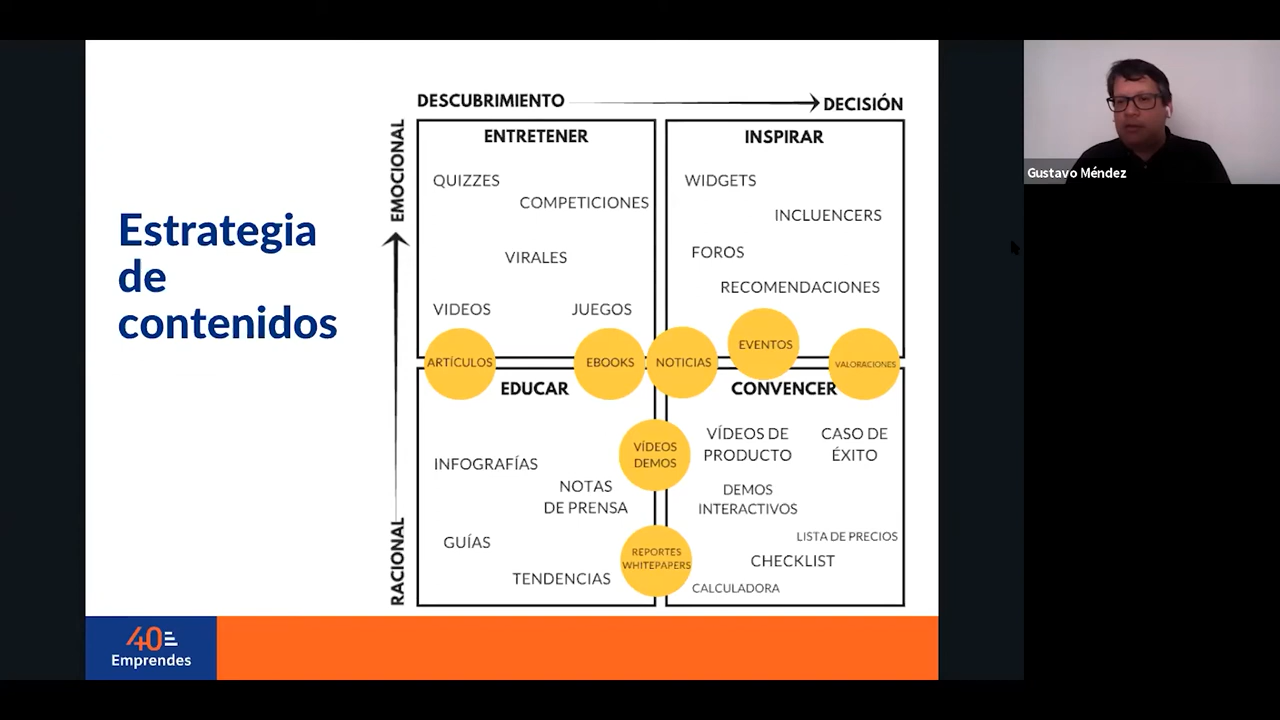 Estrategia
de
contenidos
DESCUBRIMIENTO
DECISIÓN
EMOCIONAL
RACIONAL
ENTRETENER
QUIZZES
COMPETICIONES
VIRALES
VIDEOS
JUEGOS
INSPIRAR
WIDGETS
INFLUENCERS
FOROS
RECOMENDACIONES
ARTÍCULOS
EBOOKS
NOTICIAS
EVENTOS
VALORACIONES
EDUCAR
INFOGRAFÍAS
NOTAS
DE PRENSA
GUÍAS
TENDENCIAS
VÍDEOS
DEMOS
REPORTES
WHITEPAPERS
CONVENCER
VÍDEOS DE
PRODUCTO
CASO DE
ÉXITO
DEMOS
INTERACTIVOS
LISTA DE PRECIOS
CHECKLIST
CALCULADORA
40
Emprendes
Gustavo Méndez